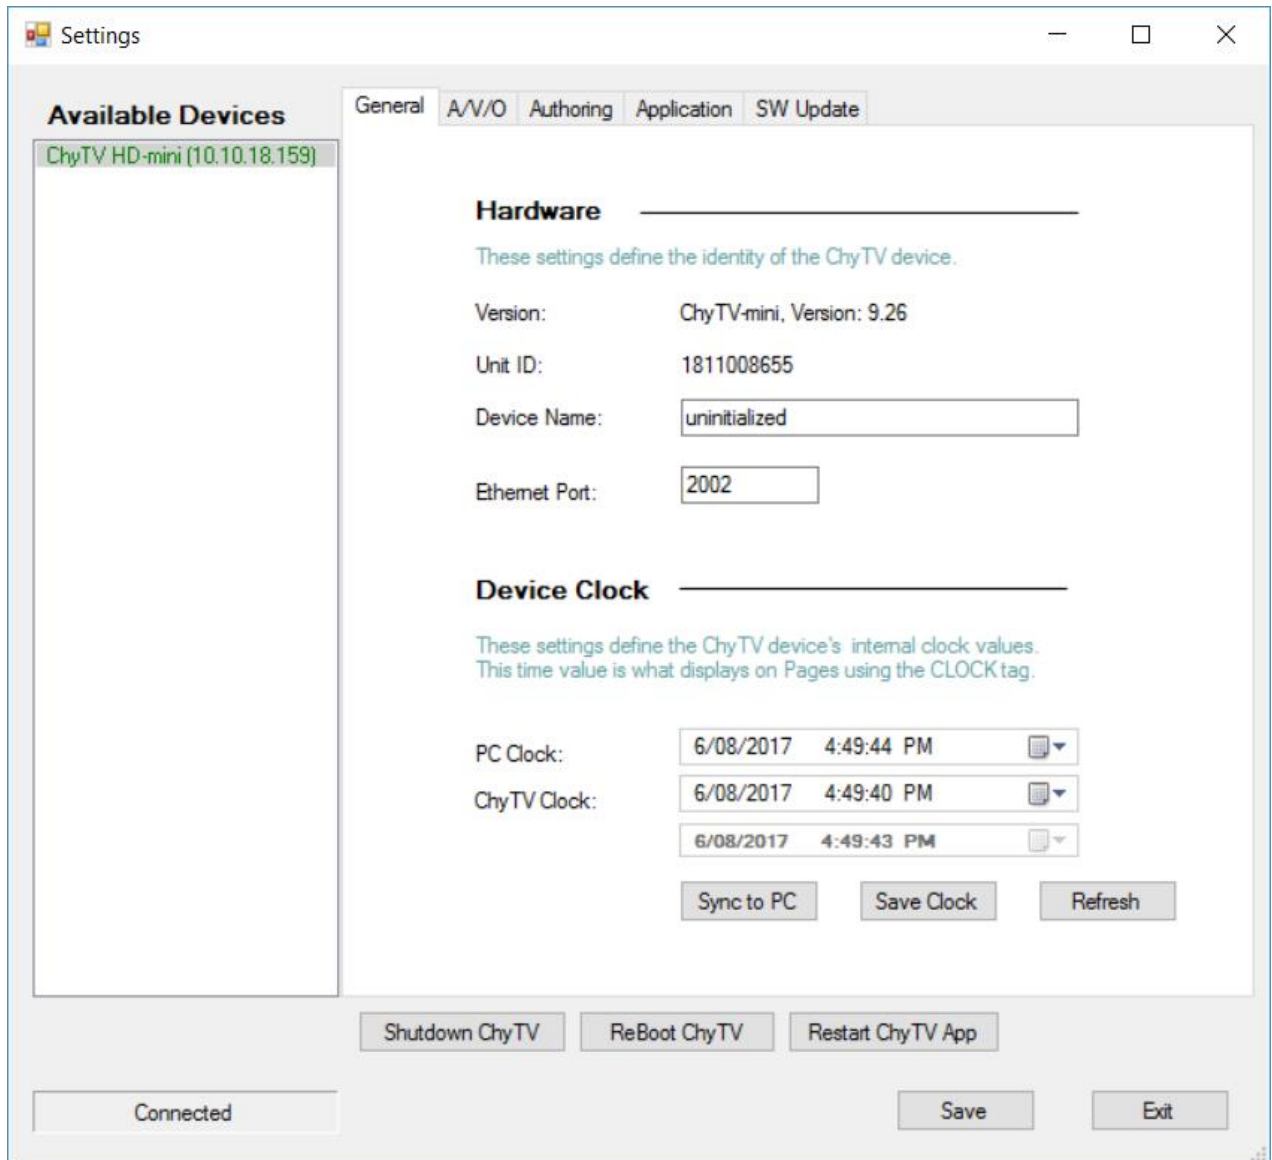 Settings
Available Devices
ChyTV HD-mini (10.10.18.159)
General A/V/O Authoring Application SW Update
Hardware
These settings define the identity of the ChyTV device.
Version: ChyTV-mini, Version: 9.26
Unit ID: 1811008655
Device Name: uninitialized
Ethernet Port: 2002
Device Clock
These settings define the ChyTV device's internal clock values.
This time value is what displays on Pages using the CLOCK tag.
PC Clock: 6/08/2017 4:49:44 PM
ChyTV Clock: 6/08/2017 4:49:40 PM
6/08/2017 4:49:43 PM
Sync to PC Save Clock Refresh
Shutdown ChyTV ReBoot ChyTV Restart ChyTV App
Connected Save Exit